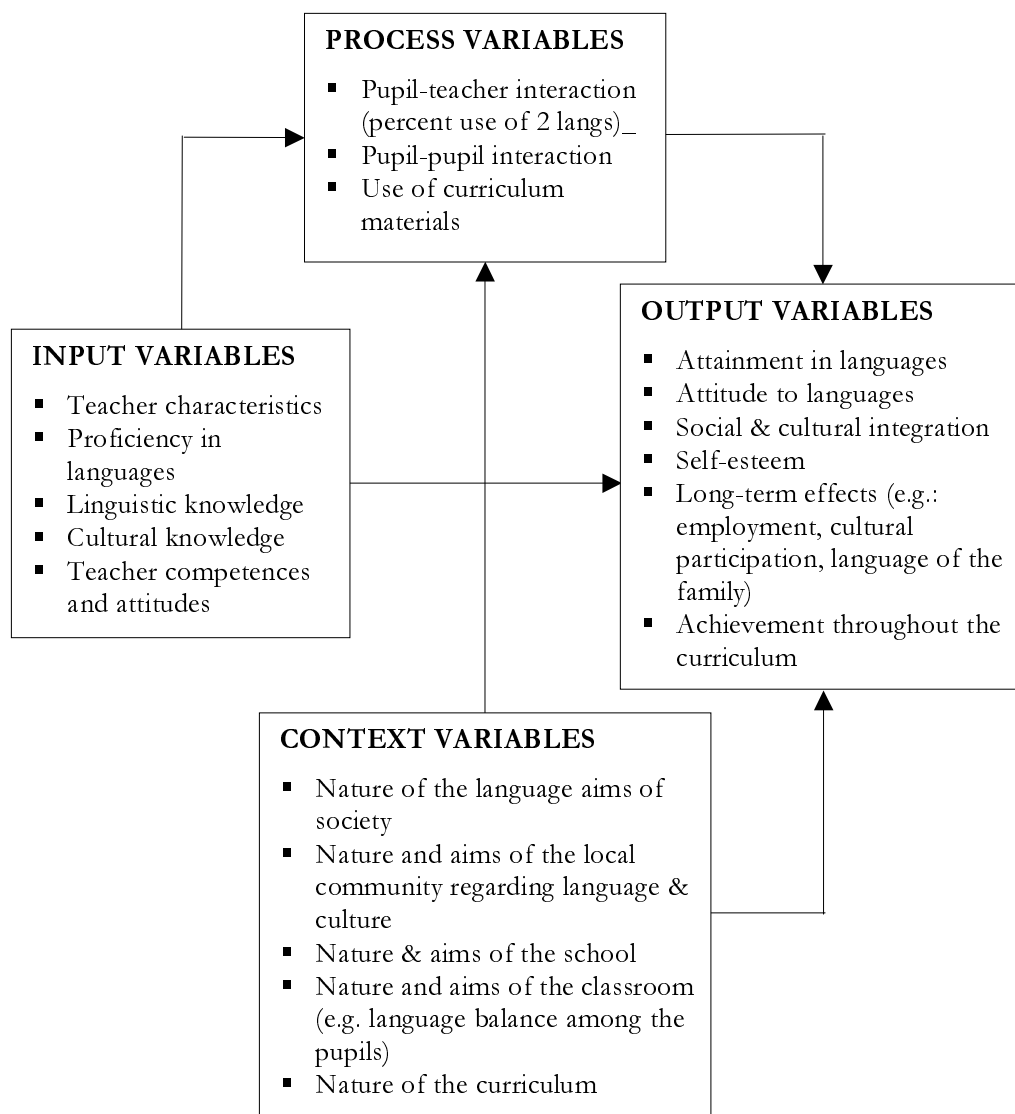 PROCESS VARIABLES
▪ Pupil-teacher interaction
(percent use of 2 langs)_
▪ Pupil-pupil interaction
▪ Use of curriculum
materials
INPUT VARIABLES
▪ Teacher characteristics
▪ Proficiency in
languages
▪ Linguistic knowledge
▪ Cultural knowledge
▪ Teacher competences
and attitudes
OUTPUT VARIABLES
▪ Attainment in languages
▪ Attitude to languages
▪ Social & cultural integration
▪ Self-esteem
▪ Long-term effects (e.g.:
employment, cultural
participation, language of the
family)
▪ Achievement throughout the
curriculum
CONTEXT VARIABLES
▪ Nature of the language aims of
society
▪ Nature and aims of the local
community regarding language &
culture
▪ Nature & aims of the school
▪ Nature and aims of the classroom
(e.g. language balance among the
pupils)
▪ Nature of the curriculum